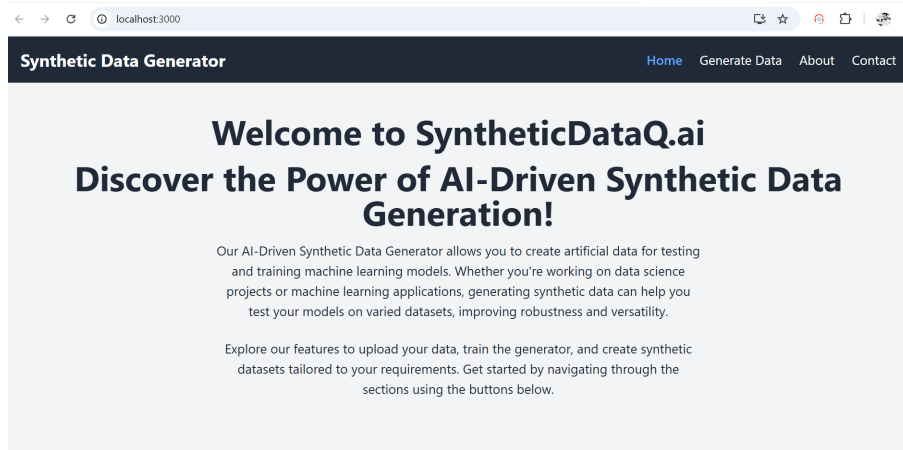 localhost:3000
Synthetic Data Generator
Home Generate Data About Contact
Welcome to SyntheticDataQ.ai
Discover the Power of AI-Driven Synthetic Data
Generation!
Our AI-Driven Synthetic Data Generator allows you to create artificial data for testing
and training machine learning models. Whether you're working on data science
projects or machine learning applications, generating synthetic data can help you
test your models on varied datasets, improving robustness and versatility.
Explore our features to upload your data, train the generator, and create synthetic
datasets tailored to your requirements. Get started by navigating through the
sections using the buttons below.